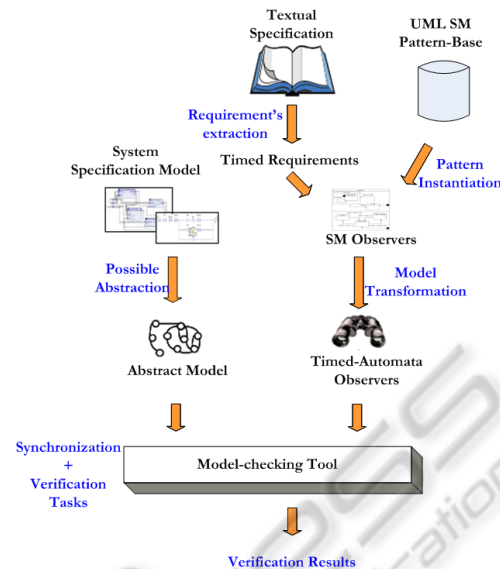 Textual
Specification
UML SM
Pattern-Base
Requirement's
extraction
System
Specification Model
Timed Requirements
Pattern
Instantiation
SM Observers
Possible
Abstraction
Model
Transformation
Abstract Model
Timed-Automata
Observers
Synchronization
+
Verification
Tasks
Model-checking Tool
Verification Results